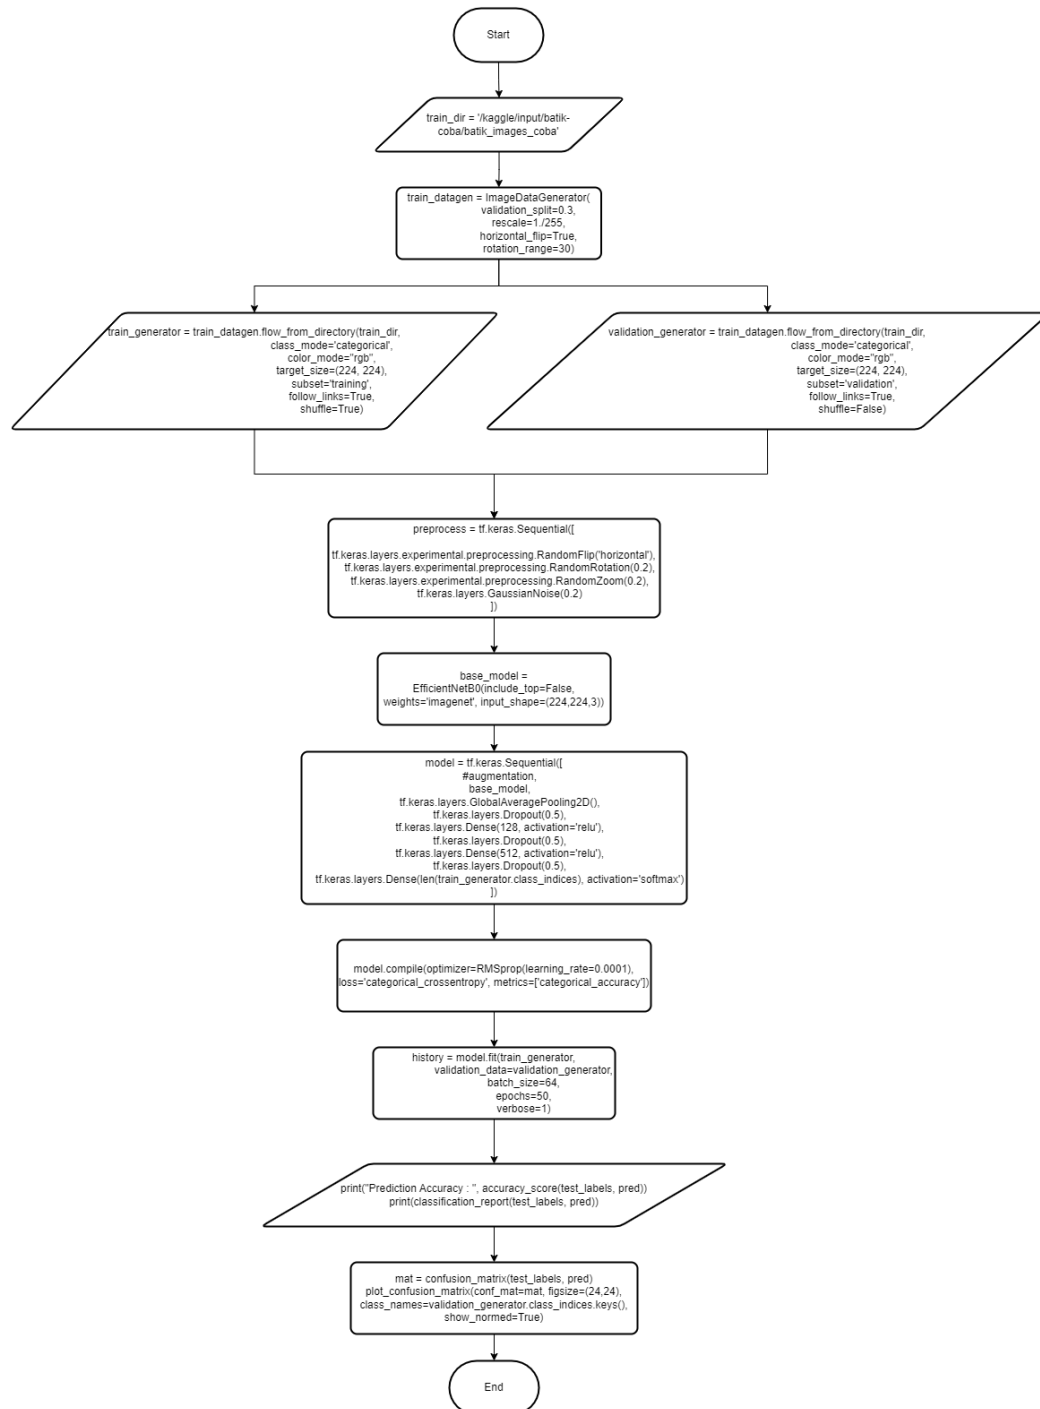 Start
train_dir = '/kaggle/input/batik-
coba/batik_images_coba'
train_datagen = ImageDataGenerator(
validation_split=0.3,
rescale=1./255,
horizontal_flip=True,
rotation_range=30)
train_generator = train_datagen.flow_from_directory(train_dir,
class_mode='categorical',
color_mode="rgb",
target_size=(224, 224),
subset='training',
follow_links=True,
shuffle=True)
validation_generator = train_datagen.flow_from_directory(train_dir,
class_mode='categorical',
color_mode="rgb",
target_size=(224, 224),
subset='validation',
follow_links=True,
shuffle=False)
preprocess = tf.keras.Sequential([
tf.keras.layers.experimental.preprocessing.RandomFlip('horizontal'),
tf.keras.layers.experimental.preprocessing.RandomRotation(0.2),
tf.keras.layers.experimental.preprocessing.RandomZoom(0.2),
tf.keras.layers.GaussianNoise(0.2)
])
base_model =
EfficientNetB0(include_top=False,
weights='imagenet', input_shape=(224,224,3))
model = tf.keras.Sequential([
#augmentation,
base_model,
tf.keras.layers.GlobalAveragePooling2D(),
tf.keras.layers.Dropout(0.5),
tf.keras.layers.Dense(128, activation='relu'),
tf.keras.layers.Dropout(0.5),
tf.keras.layers.Dense(512, activation='relu'),
tf.keras.layers.Dropout(0.5),
tf.keras.layers.Dense(len(train_generator.class_indices), activation='softmax')
])
model.compile(optimizer=RMSprop(learning_rate=0.0001),
loss='categorical_crossentropy', metrics=['categorical_accuracy'])
history = model.fit(train_generator,
validation_data=validation_generator,
batch_size=64,
epochs=50,
verbose=1)
print("Prediction Accuracy : ", accuracy_score(test_labels, pred))
print(classification_report(test_labels, pred))
mat = confusion_matrix(test_labels, pred)
plot_confusion_matrix(conf_mat=mat, figsize=(24,24),
class_names=validation_generator.class_indices.keys(),
show_normed=True)
End